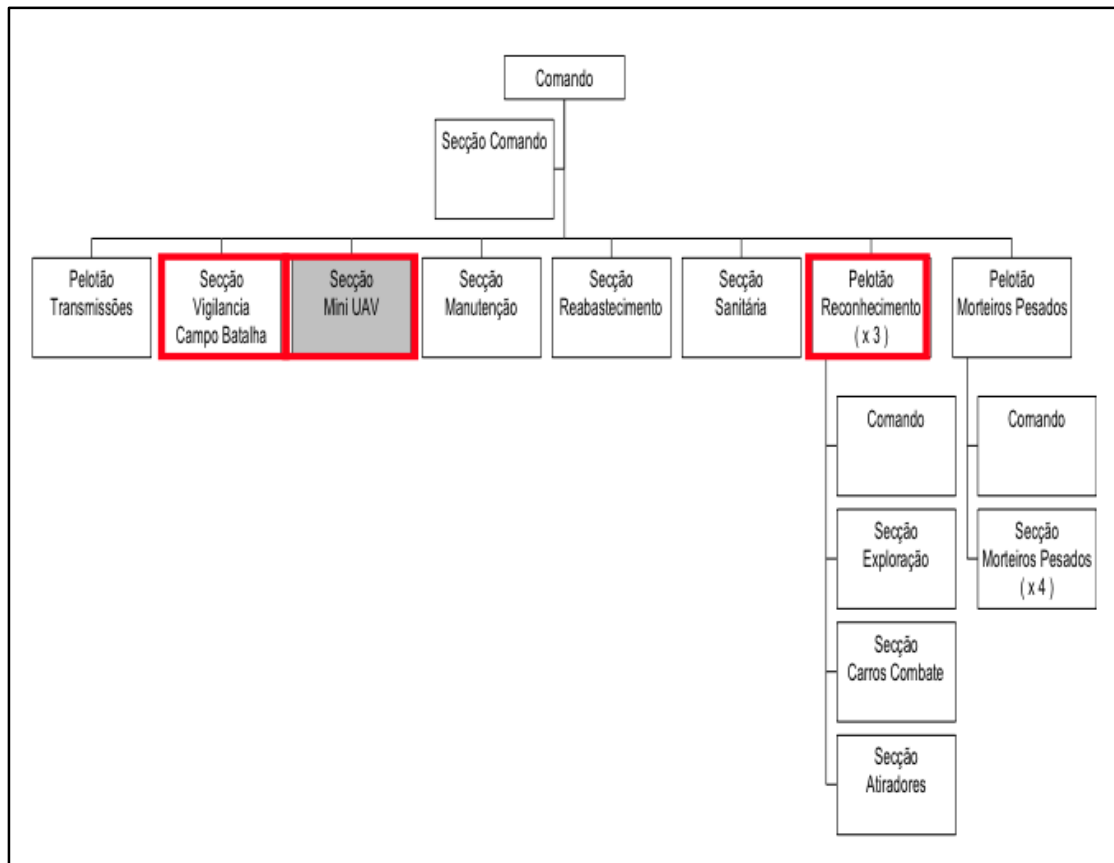 Comando
Secção Comando
Pelotão
Transmissões
Secção
Vigilancia
Campo Batalha
Secção
Mini UAV
Secção
Manutenção
Secção
Reabastecimento
Secção
Sanitária
Pelotão
Reconhecimento
( x 3 )
Pelotão
Morteiros Pesados
Comando
Comando
Secção
Exploração
Secção
Morteiros Pesados
( x 4 )
Secção
Carros Combate
Secção
Atiradores